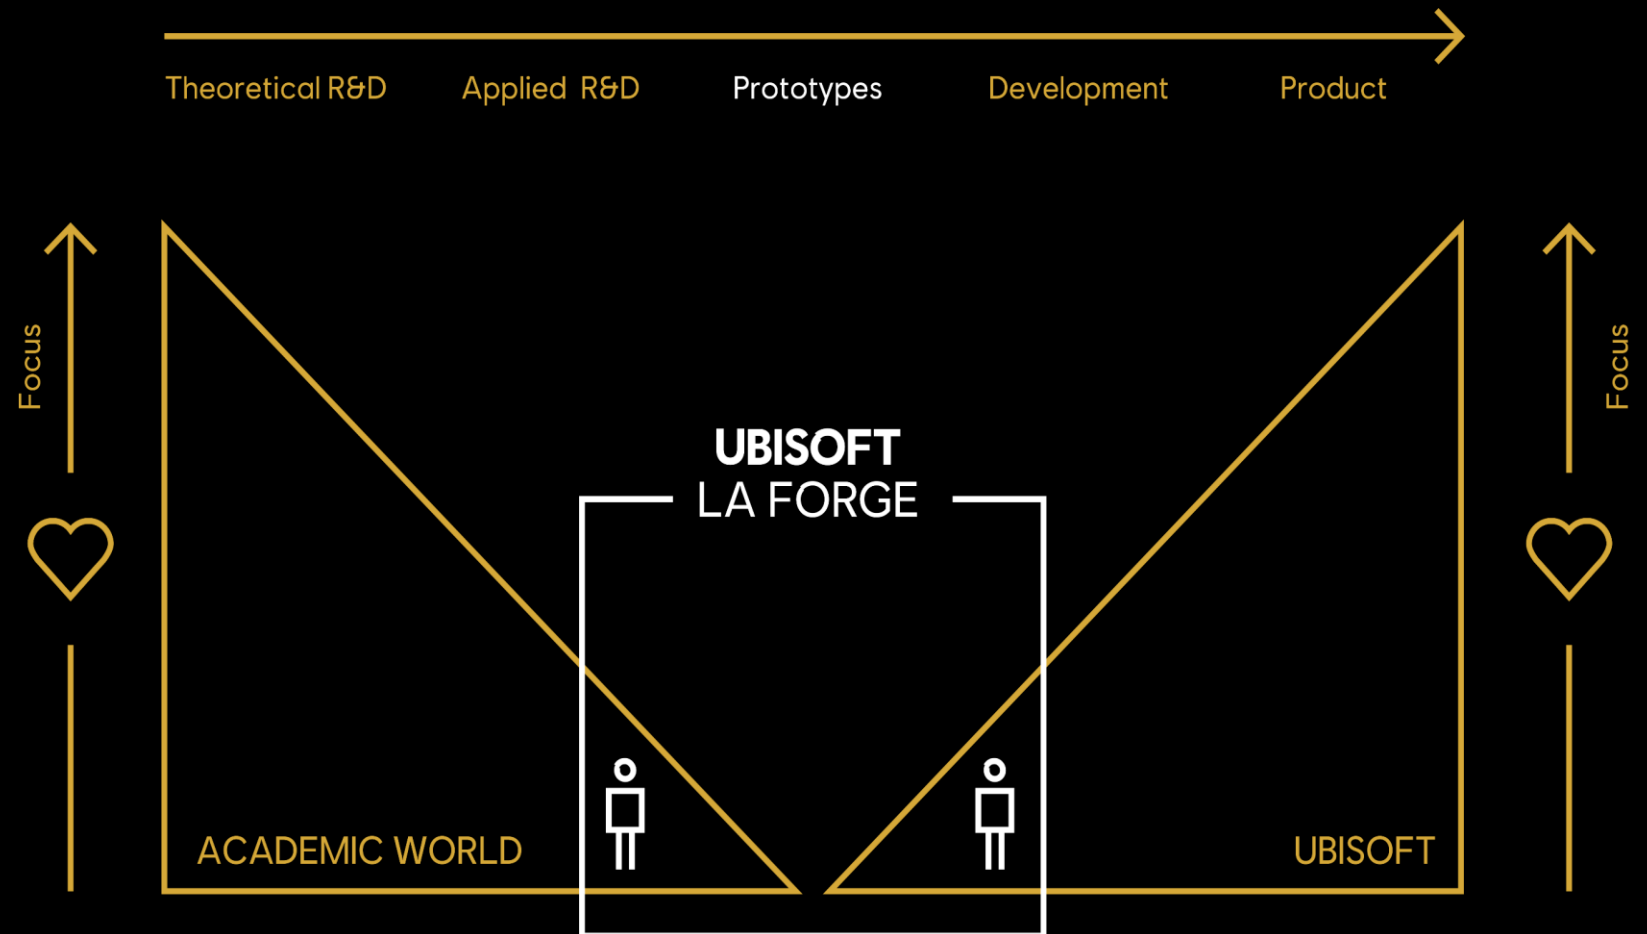 Theoretical R&D Applied R&D Prototypes Development Product
Focus
Focus
UBISOFT
LA FORGE
ACADEMIC WORLD
UBISOFT